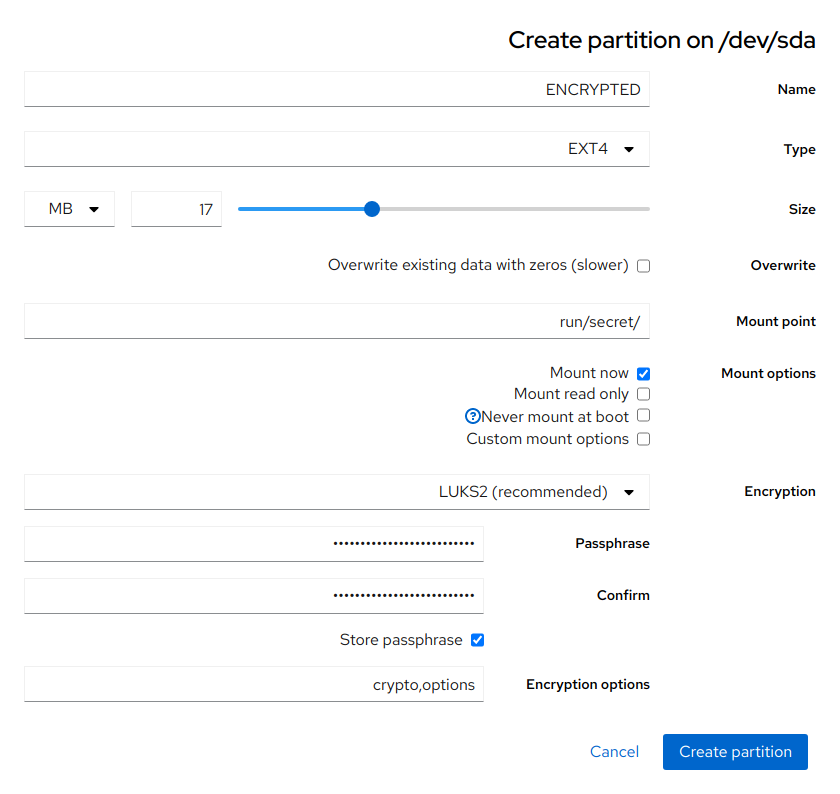 Create partition on /dev/sda
Name
ENCRYPTED
Type
EXT4
Size
17
MB
Overwrite
Overwrite existing data with zeros (slower)
Mount point
run/secret/
Mount options
Mount now
Mount read only
Never mount at boot
Custom mount options
Encryption
LUKS2 (recommended)
Passphrase
••••••••••••••••••••••••••
Confirm
••••••••••••••••••••••••••
Store passphrase
Encryption options
crypto,options
Create partition
Cancel